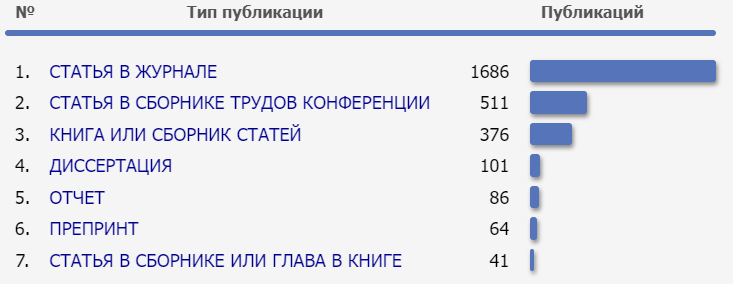 № Тип публикации Публикаций
1. СТАТЬЯ В ЖУРНАЛЕ 1686
2. СТАТЬЯ В СБОРНИКЕ ТРУДОВ КОНФЕРЕНЦИИ 511
3. КНИГА ИЛИ СБОРНИК СТАТЕЙ 376
4. ДИССЕРТАЦИЯ 101
5. ОТЧЕТ 86
6. ПРЕПРИНТ 64
7. СТАТЬЯ В СБОРНИКЕ ИЛИ ГЛАВА В КНИГЕ 41